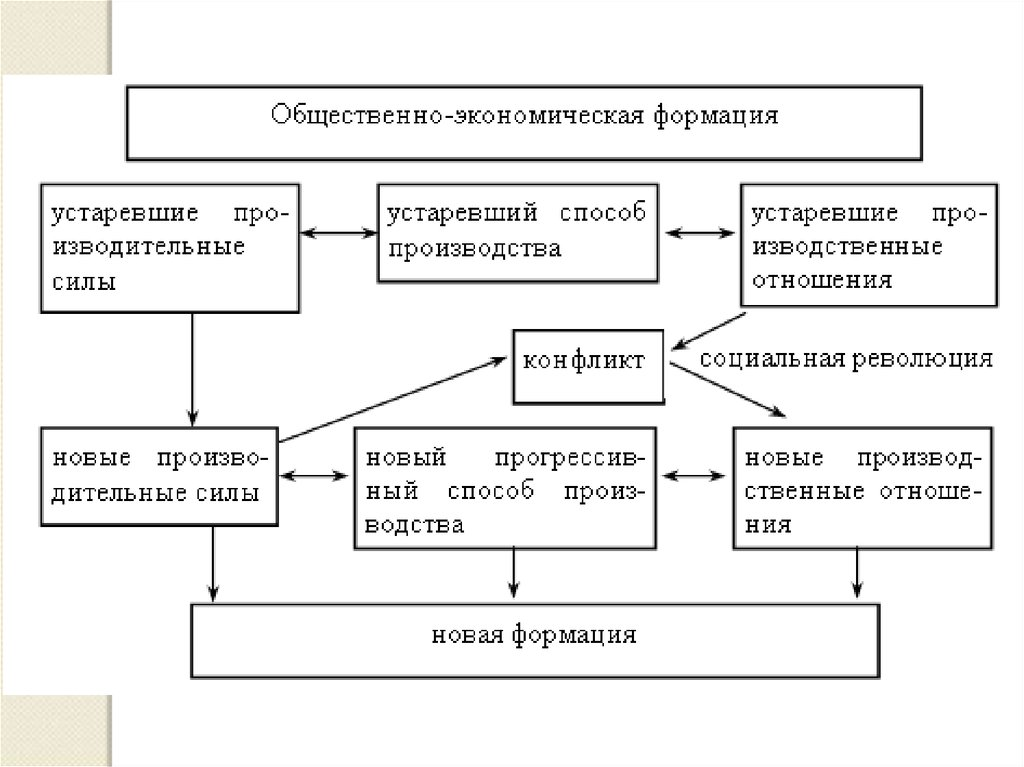 Общественно-экономическая формация
устаревшие про-
изводительные
силы
устаревший способ
производства
устаревшие про-
изводственные
отношения
конфликт
социальная революция
новые произво-
дительные силы
новый прогрессив-
ный способ произ-
водства
новые производ-
ственные отноше-
ния
новая формация